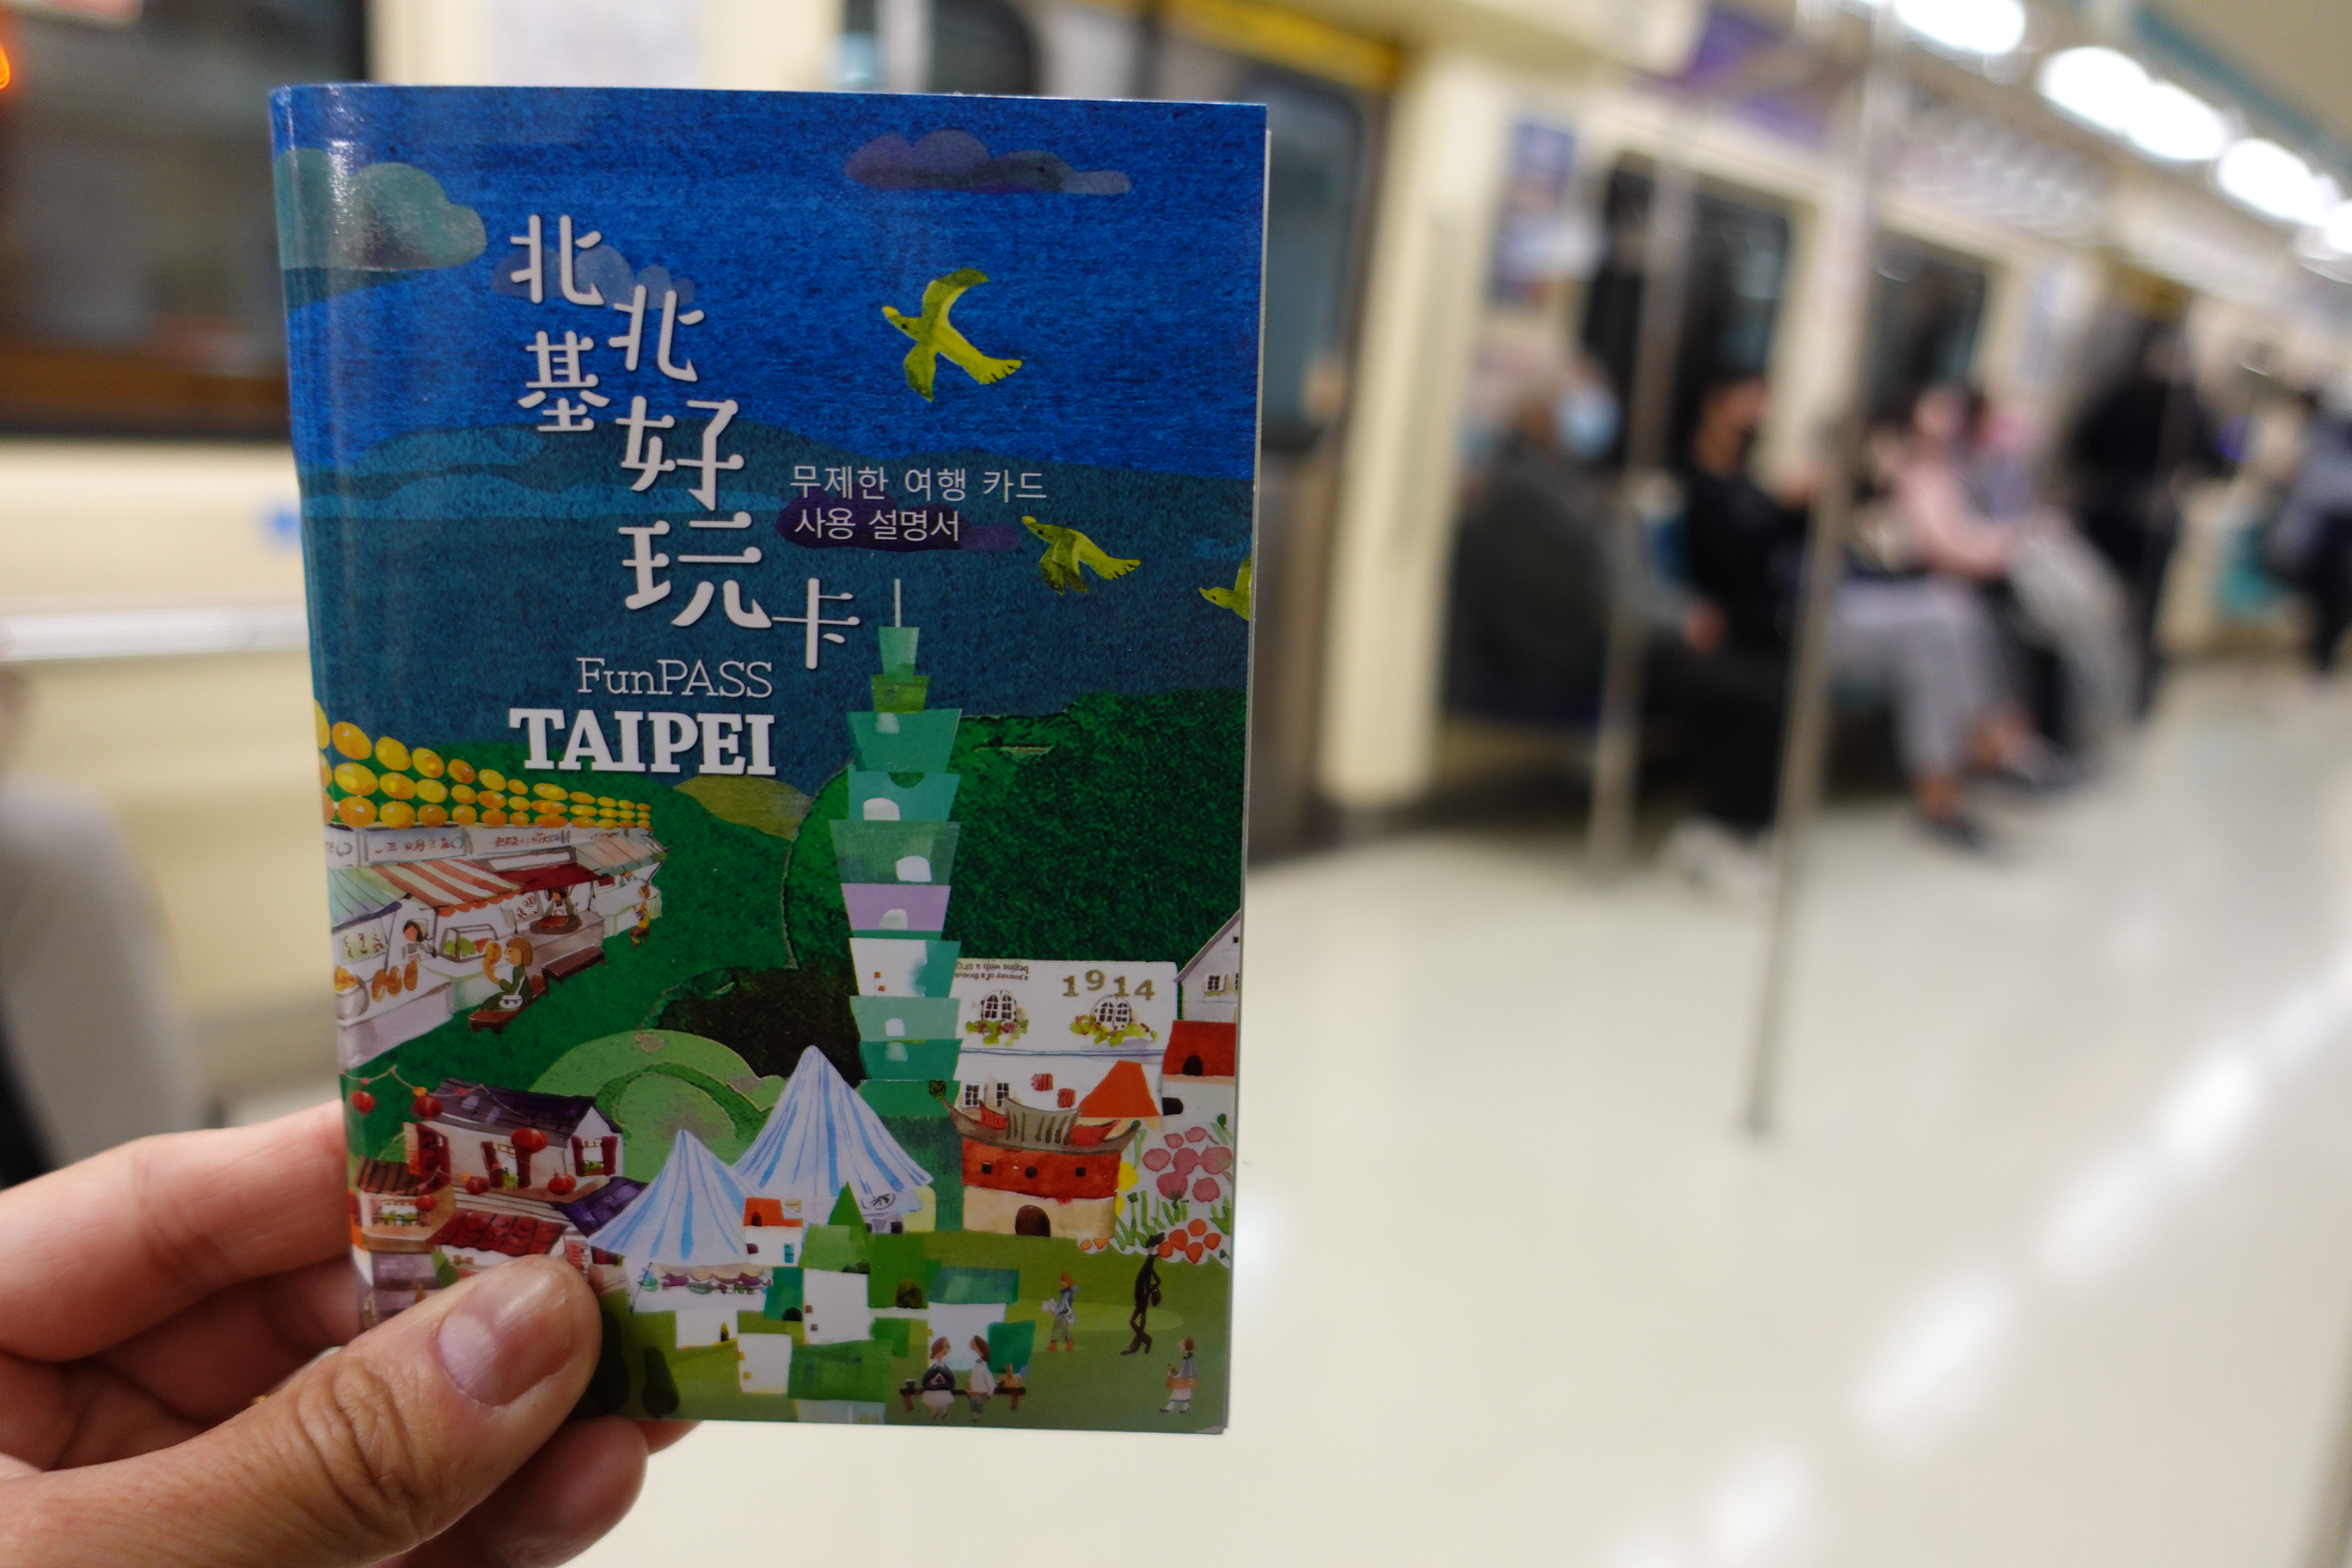 北北基好玩卡
무제한 여행 카드
사용 설명서
FunPASS
TAIPEI
1914